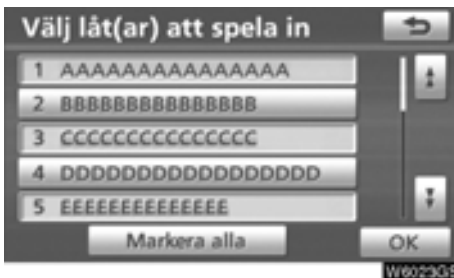 Välj låt(ar) att spela in
1 AAAAAAAAAAAAAAA
2 BBBBBBBBBBBBBBB
3 CCCCCCCCCCCCCCC
4 DDDDDDDDDDDDDDDDD
5 EEEEEEEEEEEEEE
Markera alla
OK